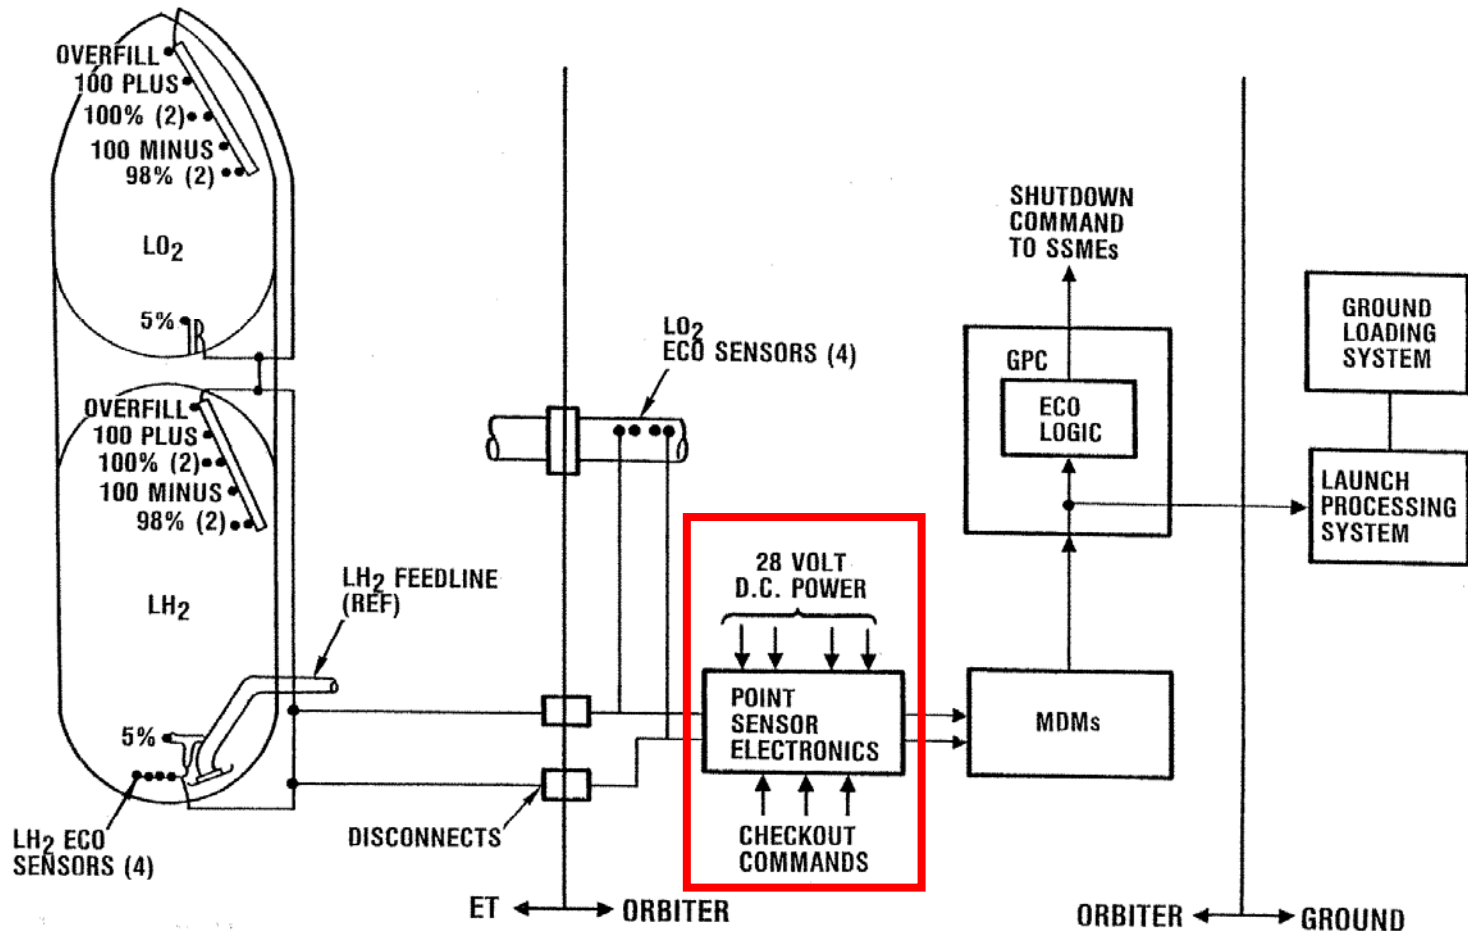 OVERFILL
100 PLUS
100% (2)
100 MINUS
98% (2)
LO2
5%
OVERFILL
100 PLUS
100% (2)
100 MINUS
98% (2)
LH2
LH2 FEEDLINE
(REF)
5%
LH2 ECO
SENSORS (4)
DISCONNECTS
LO2
ECO SENSORS (4)
28 VOLT
D.C. POWER
POINT
SENSOR
ELECTRONICS
CHECKOUT
COMMANDS
MDMs
SHUTDOWN
COMMAND
TO SSMEs
GPC
ECO
LOGIC
GROUND
LOADING
SYSTEM
LAUNCH
PROCESSING
SYSTEM
ET
ORBITER
ORBITER
GROUND